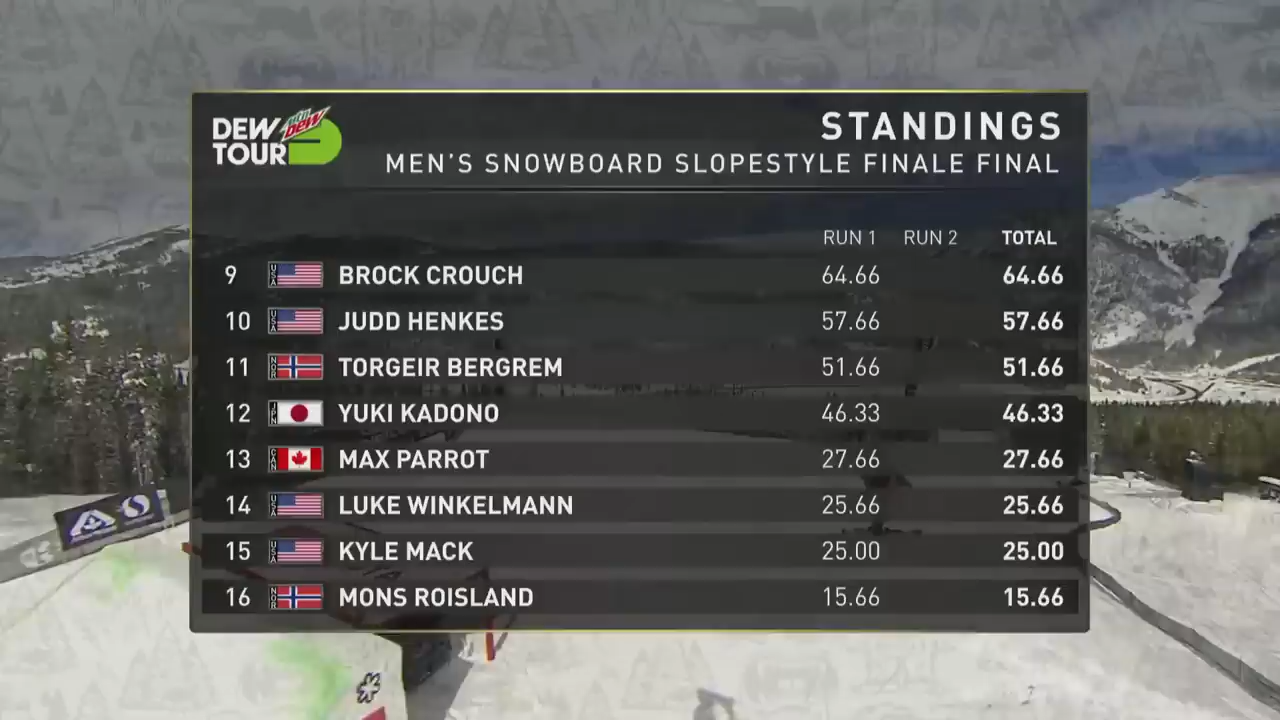 DEW TOUR
mtn DEW
STANDINGS
MEN'S SNOWBOARD SLOPESTYLE FINALE FINAL
RUN 1 RUN 2 TOTAL
9 USA BROCK CROUCH 64.66 64.66
10 USA JUDD HENKES 57.66 57.66
11 NOR TORGEIR BERGREM 51.66 51.66
12 JPN YUKI KADONO 46.33 46.33
13 CAN MAX PARROT 27.66 27.66
14 USA LUKE WINKELMANN 25.66 25.66
15 USA KYLE MACK 25.00 25.00
16 NOR MONS ROISLAND 15.66 15.66